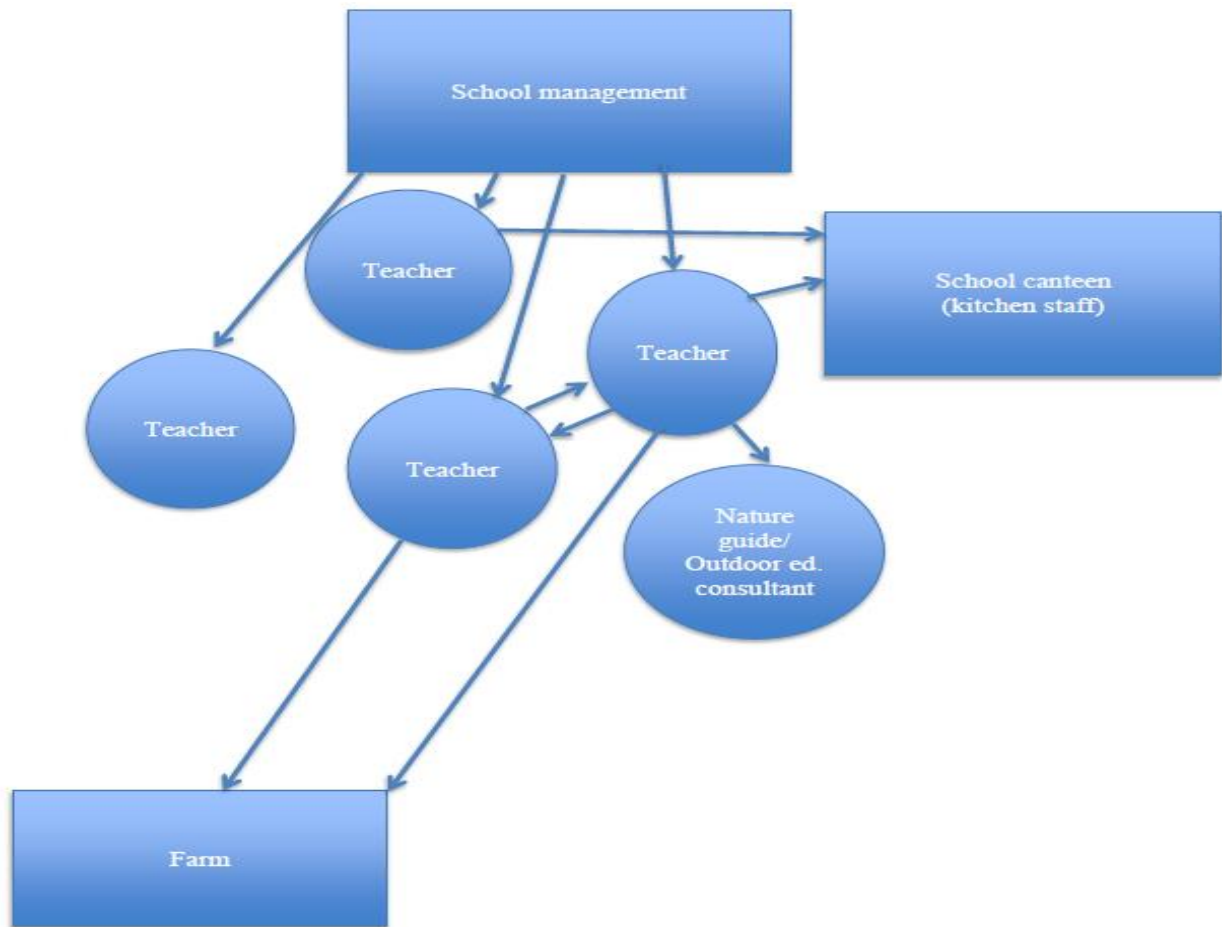 School management
Teacher
School canteen
(kitchen staff)
Teacher
Teacher
Teacher
Nature
guide/
Outdoor ed.
consultant
Farm